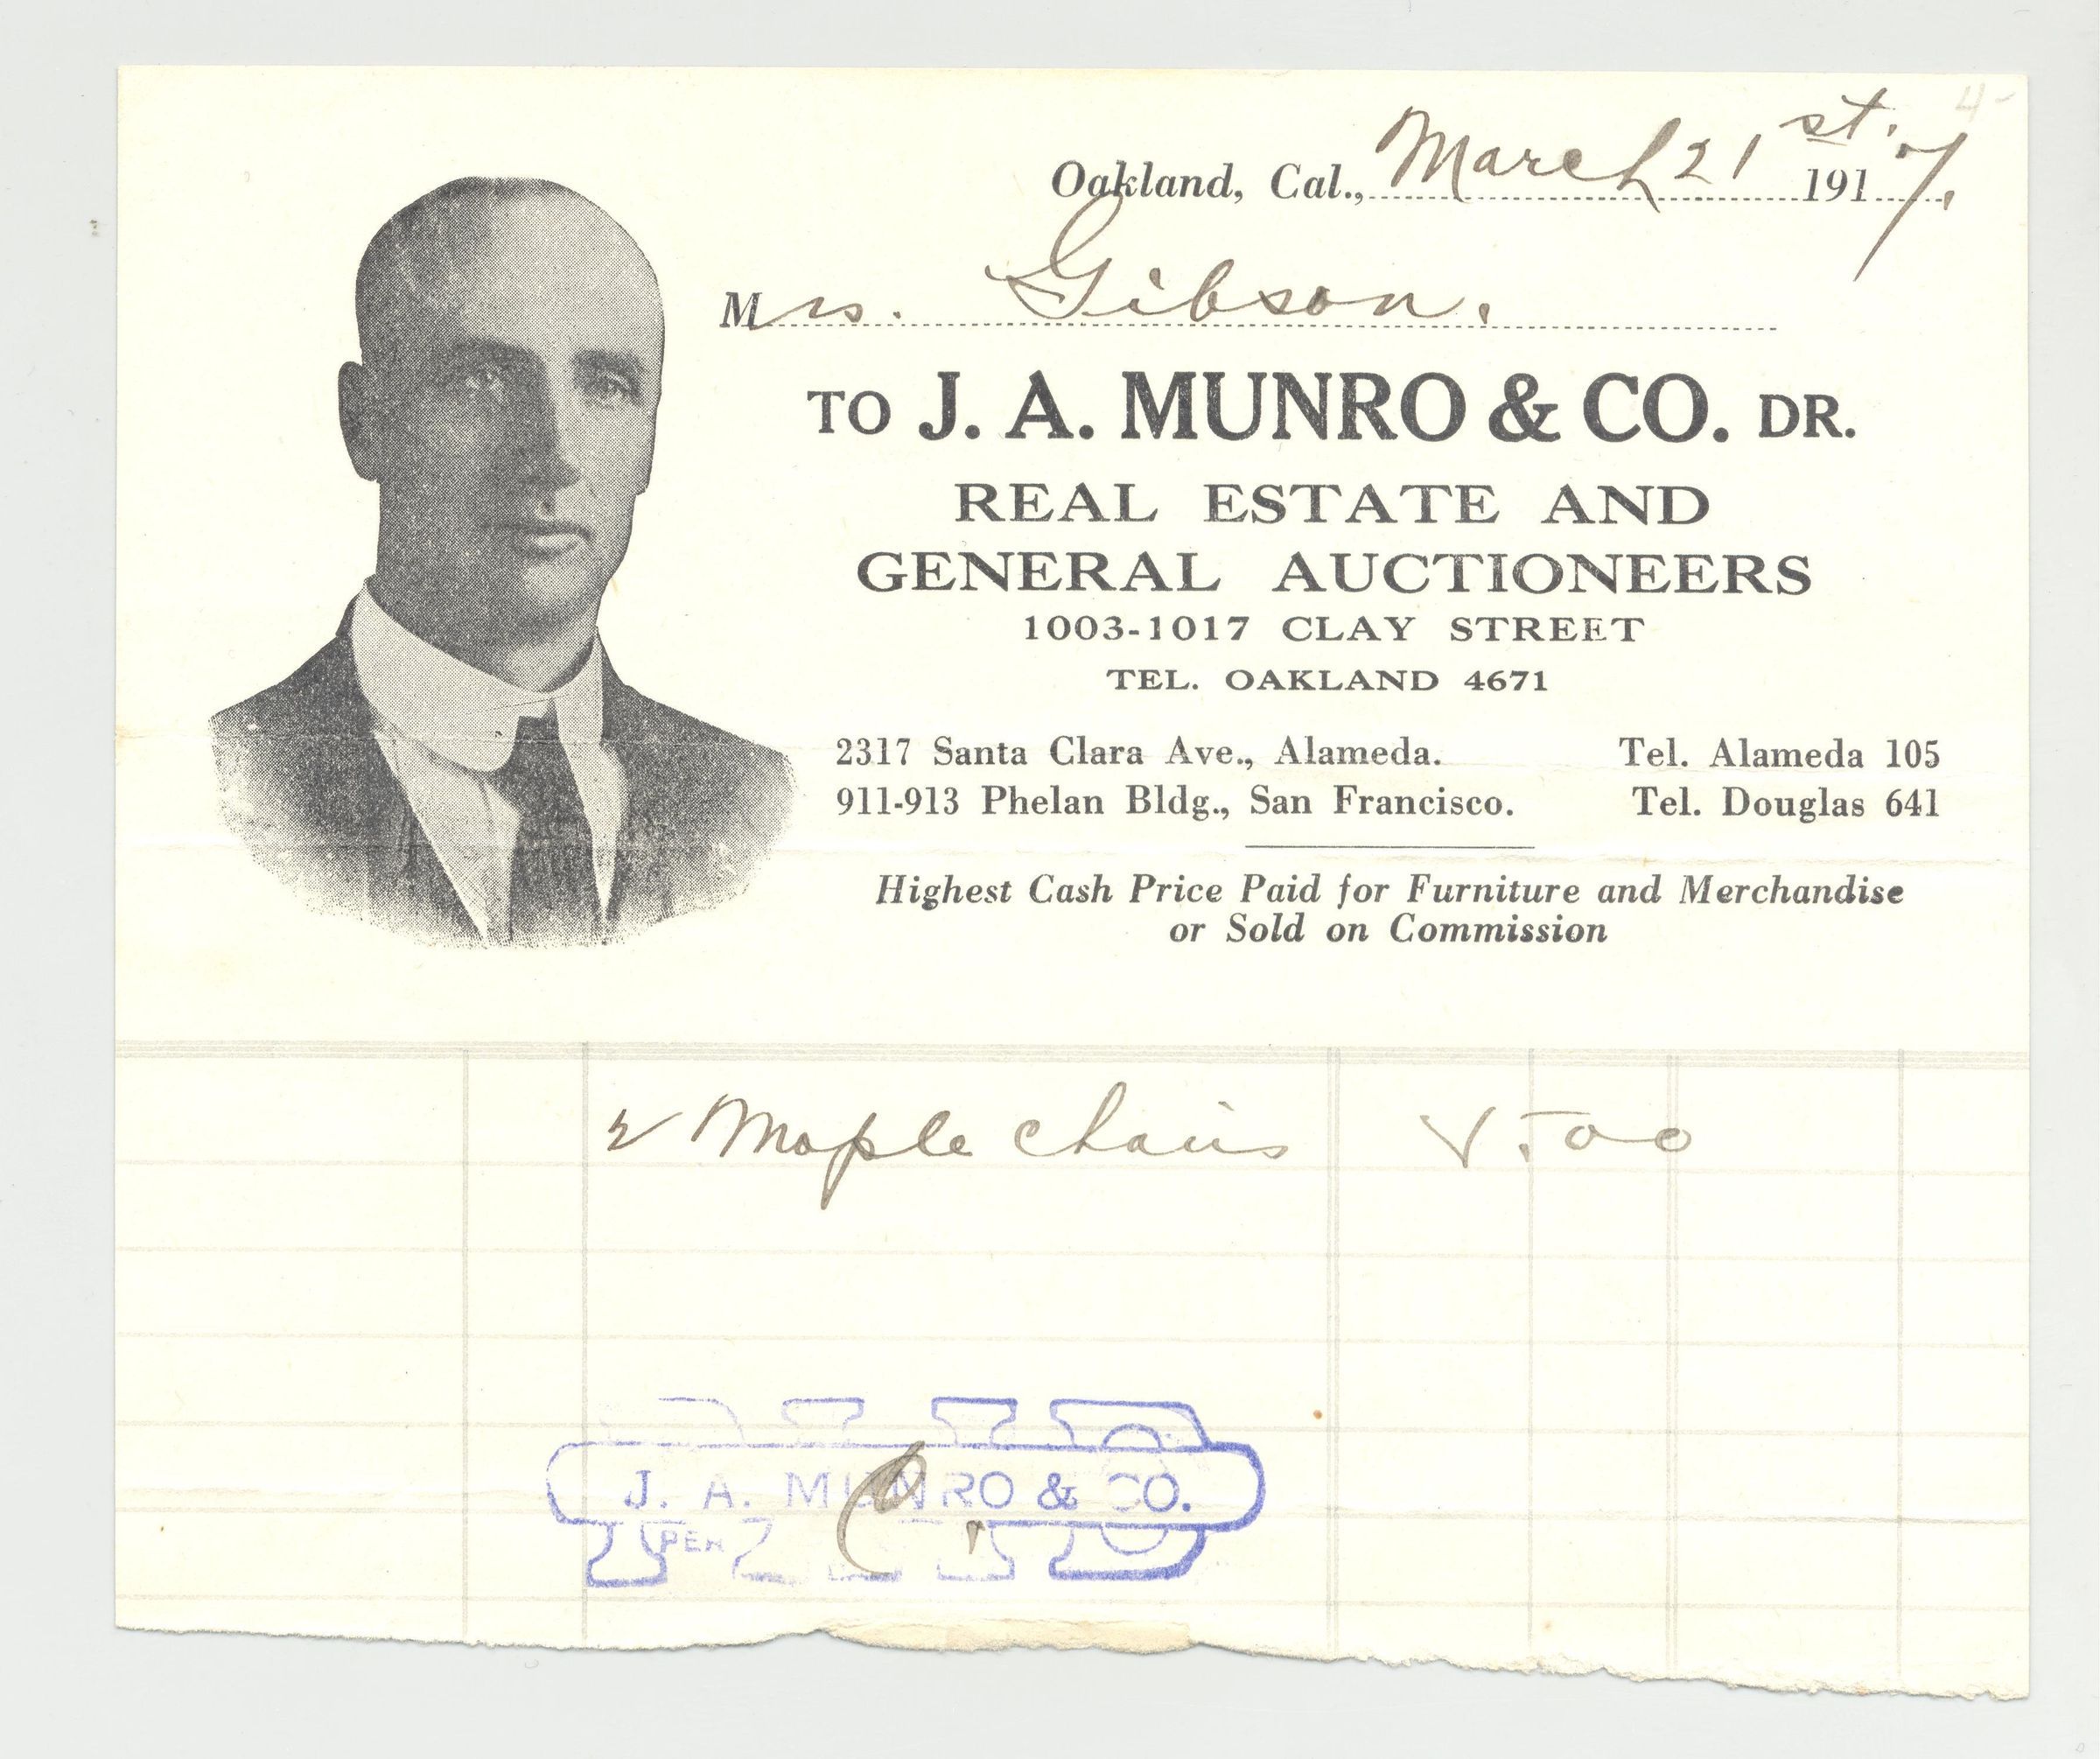 4-
Oakland, Cal., March 21st. 1917.
Mrs. Gibson.
TO J. A. MUNRO & CO. DR.
REAL ESTATE AND
GENERAL AUCTIONEERS
1003-1017 CLAY STREET
TEL. OAKLAND 4671
2317 Santa Clara Ave., Alameda. Tel. Alameda 105
911-913 Phelan Bldg., San Francisco. Tel. Douglas 641
Highest Cash Price Paid for Furniture and Merchandise
or Sold on Commission
2 Maple chairs
J. A. MUNRO & CO.
PER